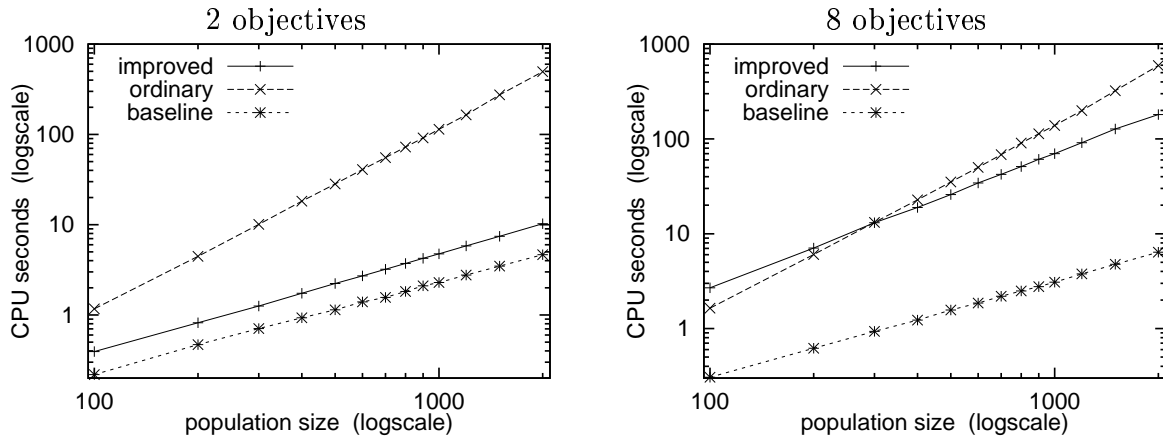 2 objectives
1000
100
10
1
CPU seconds (logscale)
improved
ordinary
baseline
100
1000
population size (logscale)
8 objectives
1000
100
10
1
CPU seconds (logscale)
improved
ordinary
baseline
100
1000
population size (logscale)